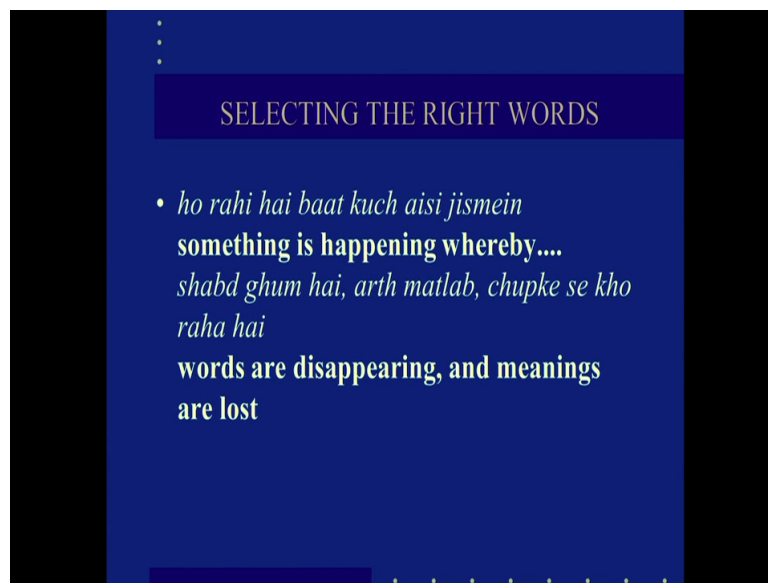 SELECTING THE RIGHT WORDS
• ho rahi hai baat kuch aisi jismein
something is happening whereby....
shabd ghum hai, arth matlab, chupke se kho
raha hai
words are disappearing, and meanings
are lost